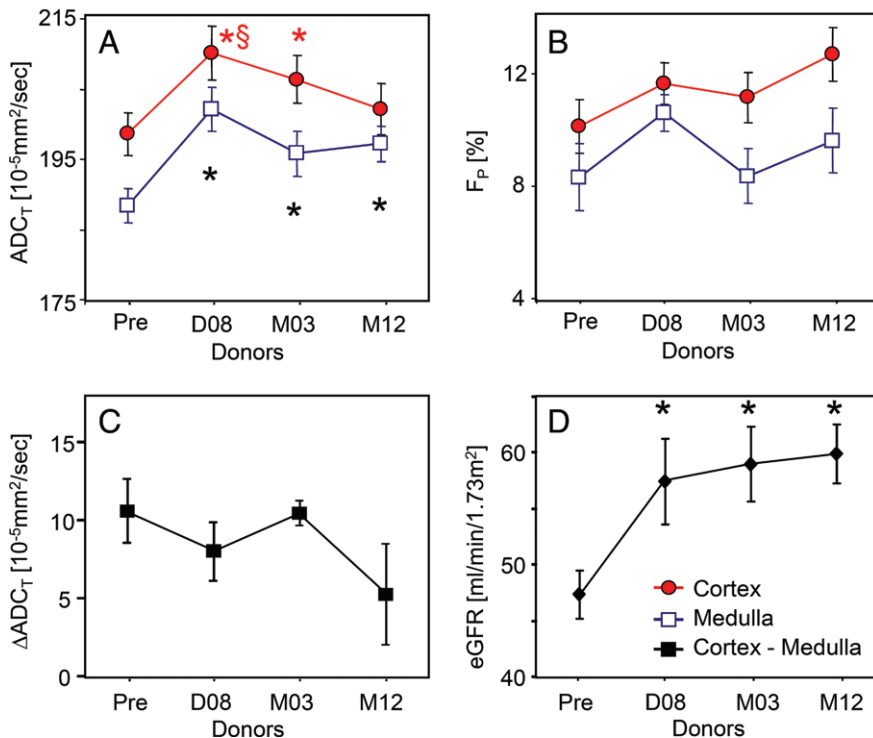 A
ADC_T [10^-5mm^2/sec]
215
195
175
*§
*
*
*
*
Pre D08 M03 M12
Donors
B
F_P [%]
12
8
4
Pre D08 M03 M12
Donors
C
ΔADC_T [10^-5mm^2/sec]
15
10
5
0
Pre D08 M03 M12
Donors
D
eGFR [ml/min/1.73m^2]
60
50
40
* * *
Cortex
Medulla
Cortex - Medulla
Pre D08 M03 M12
Donors